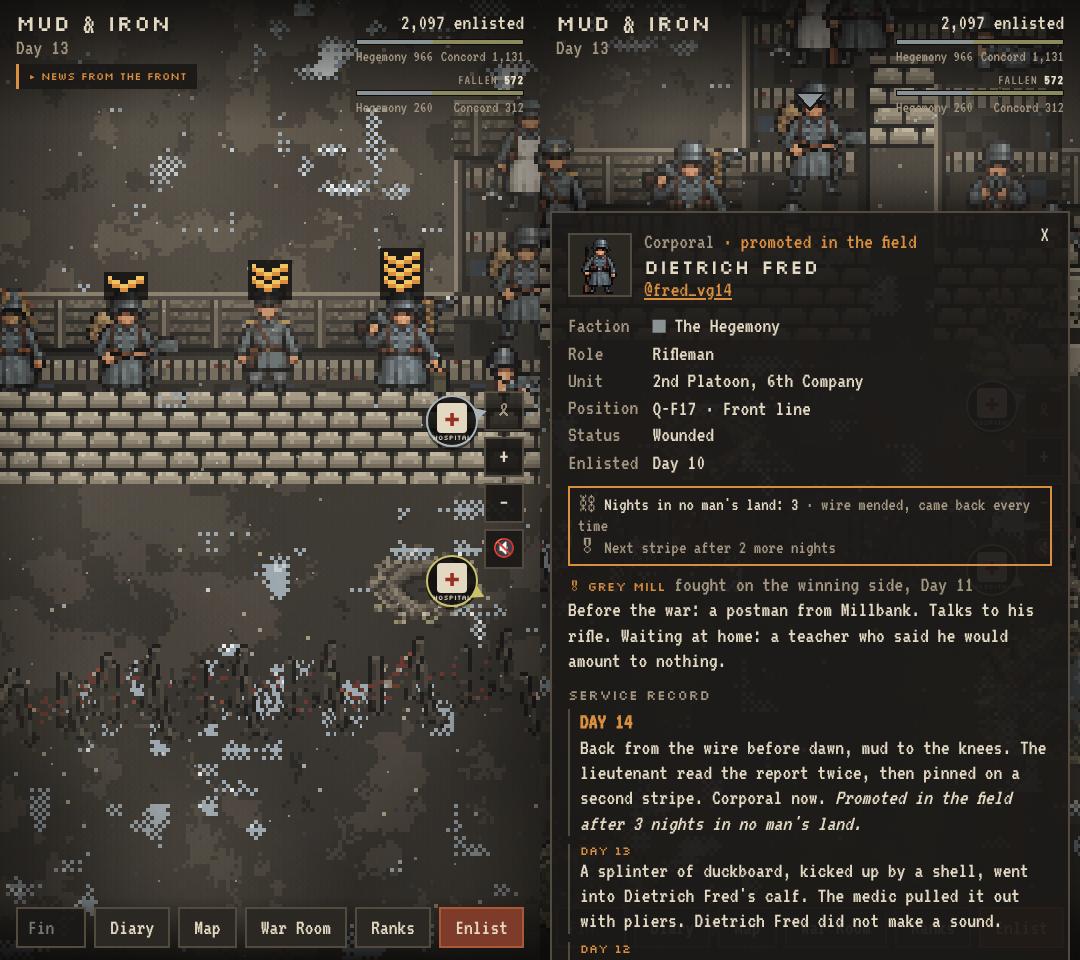 MUD & IRON
2,097 enlisted
Day 13
Hegemony 966 Concord 1,131
▸ NEWS FROM THE FRONT
FALLEN 572
Hegemony 260 Concord 312
HOSPITAL
+
-
HOSPITAL
Fin
Diary
Map
War Room
Ranks
Enlist
MUD & IRON
2,097 enlisted
Day 13
Hegemony 966 Concord 1,131
FALLEN 572
Hegemony 260 Concord 312
X
Corporal · promoted in the field
DIETRICH FRED
@fred_vg14
Faction The Hegemony
Role Rifleman
Unit 2nd Platoon, 6th Company
Position Q-F17 · Front line
Status Wounded
Enlisted Day 10
Nights in no man's land: 3 · wire mended, came back every
time
Next stripe after 2 more nights
GREY MILL fought on the winning side, Day 11
Before the war: a postman from Millbank. Talks to his
rifle. Waiting at home: a teacher who said he would
amount to nothing.
SERVICE RECORD
DAY 14
Back from the wire before dawn, mud to the knees. The
lieutenant read the report twice, then pinned on a
second stripe. Corporal now. Promoted in the field
after 3 nights in no man's land.
DAY 13
A splinter of duckboard, kicked up by a shell, went
into Dietrich Fred's calf. The medic pulled it out
with pliers. Dietrich Fred did not make a sound.
DAY 12